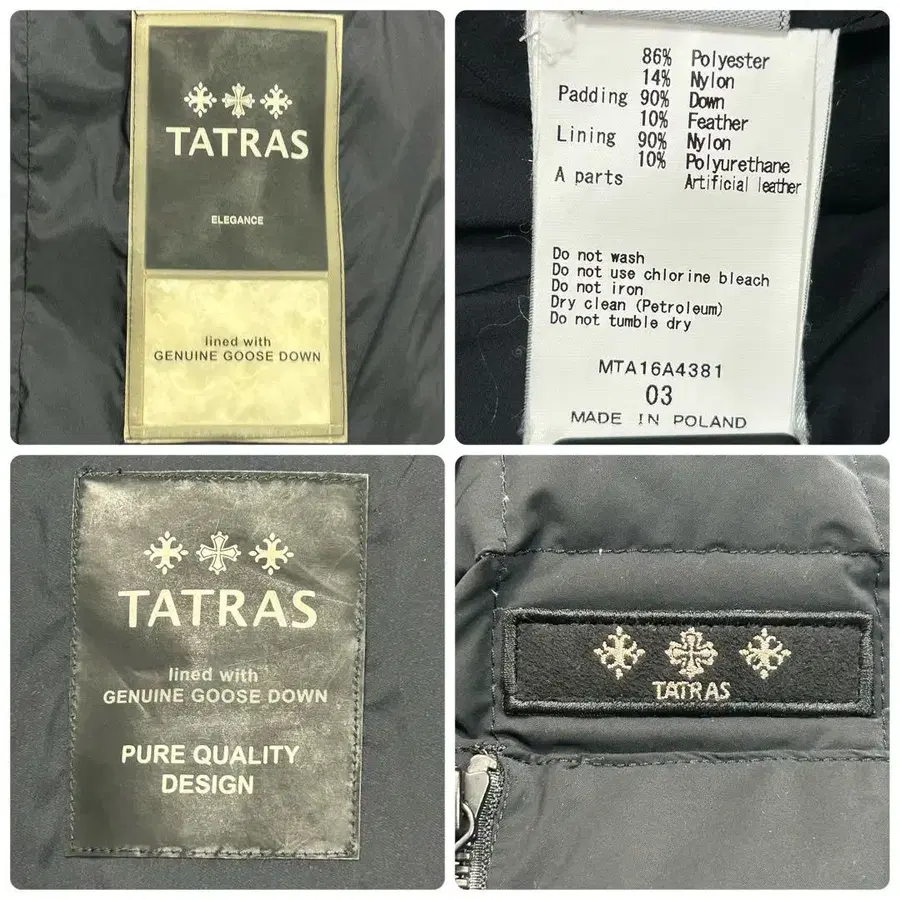 TATRAS
ELEGANCE
lined with
GENUINE GOOSE DOWN
86% Polyester
14% Nylon
Padding 90% Down
10% Feather
Lining 90% Nylon
10% Polyurethane
A parts Artificial leather
Do not wash
Do not use chlorine bleach
Do not iron
Dry clean (Petroleum)
Do not tumble dry
MTA16A4381
03
MADE IN POLAND
TATRAS
lined with
GENUINE GOOSE DOWN
PURE QUALITY
DESIGN
TATRAS